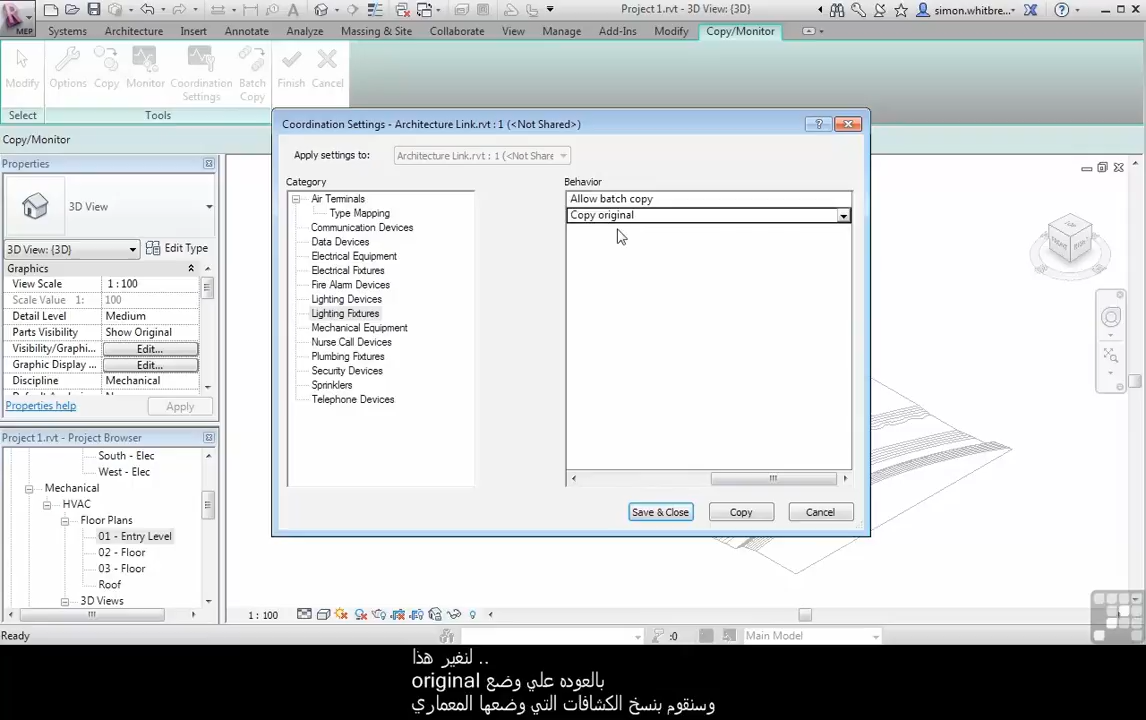 Project 1.rvt - 3D View: {3D}
simon.whitbre...
MEP
Systems Architecture Insert Annotate Analyze Massing & Site Collaborate View Manage Add-Ins Modify Copy/Monitor
Modify Options Copy Monitor Coordination Settings Batch Copy Finish Cancel
Select Tools
Copy/Monitor
Properties
3D View
3D View: {3D} Edit Type
Graphics
View Scale 1 : 100
Scale Value 1: 100
Detail Level Medium
Parts Visibility Show Original
Visibility/Graphi... Edit...
Graphic Display ... Edit...
Discipline Mechanical
Properties help Apply
Project 1.rvt - Project Browser
South - Elec
West - Elec
Mechanical
HVAC
Floor Plans
01 - Entry Level
02 - Floor
03 - Floor
Roof
3D Views
Coordination Settings - Architecture Link.rvt : 1 (<Not Shared>)
Apply settings to: Architecture Link.rvt : 1 (<Not Share
Category
Air Terminals
Type Mapping
Communication Devices
Data Devices
Electrical Equipment
Electrical Fixtures
Fire Alarm Devices
Lighting Devices
Lighting Fixtures
Mechanical Equipment
Nurse Call Devices
Plumbing Fixtures
Security Devices
Sprinklers
Telephone Devices
Behavior
Allow batch copy
Copy original
Save & Close Copy Cancel
1 : 100
Ready :0 Main Model
.. لنغير هذا
بالعوده علي وضع original
وسنقوم بنسخ الكشافات التي وضعها المعماري